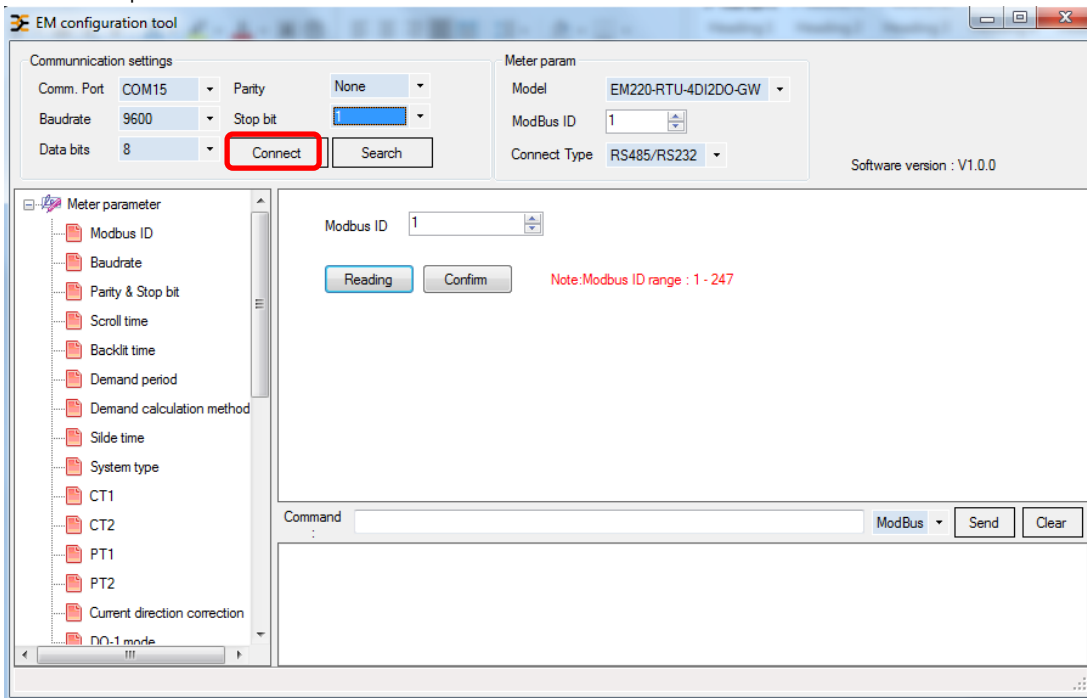 EM configuration tool
Communnication settings
Comm. Port COM15 Parity None
Baudrate 9600 Stop bit 1
Data bits 8 Connect Search
Meter param
Model EM220-RTU-4DI2DO-GW
ModBus ID 1
Connect Type RS485/RS232
Software version : V1.0.0
Meter parameter
Modbus ID
Baudrate
Parity & Stop bit
Scroll time
Backlit time
Demand period
Demand calculation method
Silde time
System type
CT1
CT2
PT1
PT2
Current direction correction
DO-1 mode
Modbus ID 1
Reading Confirm Note:Modbus ID range : 1 - 247
Command
: ModBus Send Clear